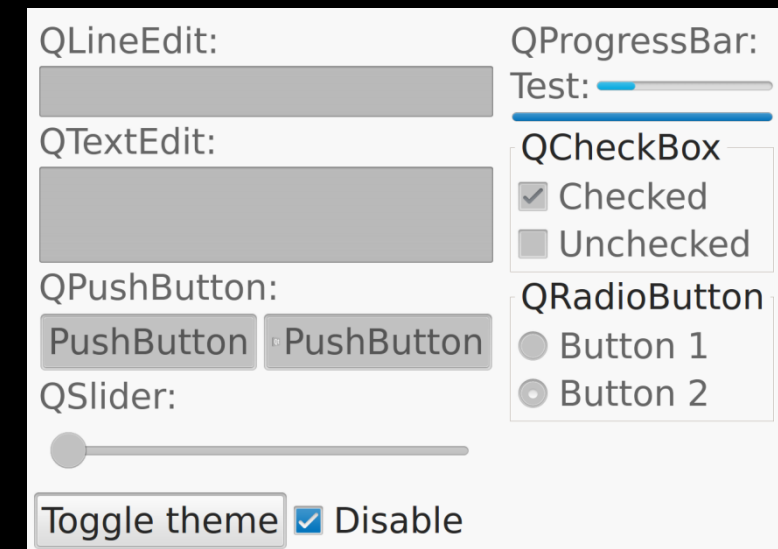 QLineEdit:
QTextEdit:
QPushButton:
PushButton PushButton
QSlider:
Toggle theme Disable
QProgressBar:
Test:
QCheckBox
Checked
Unchecked
QRadioButton
Button 1
Button 2